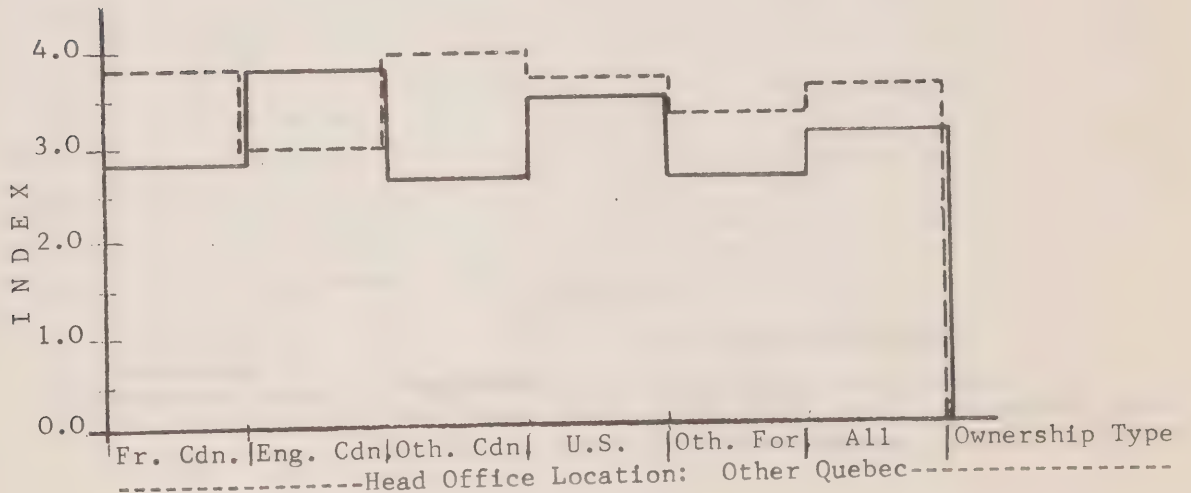 4.0
3.0
2.0
1.0
0.0
INDEX
Fr. Cdn. Eng. Cdn Oth. Cdn U.S. Oth. For All Ownership Type
Head Office Location: Other Quebec